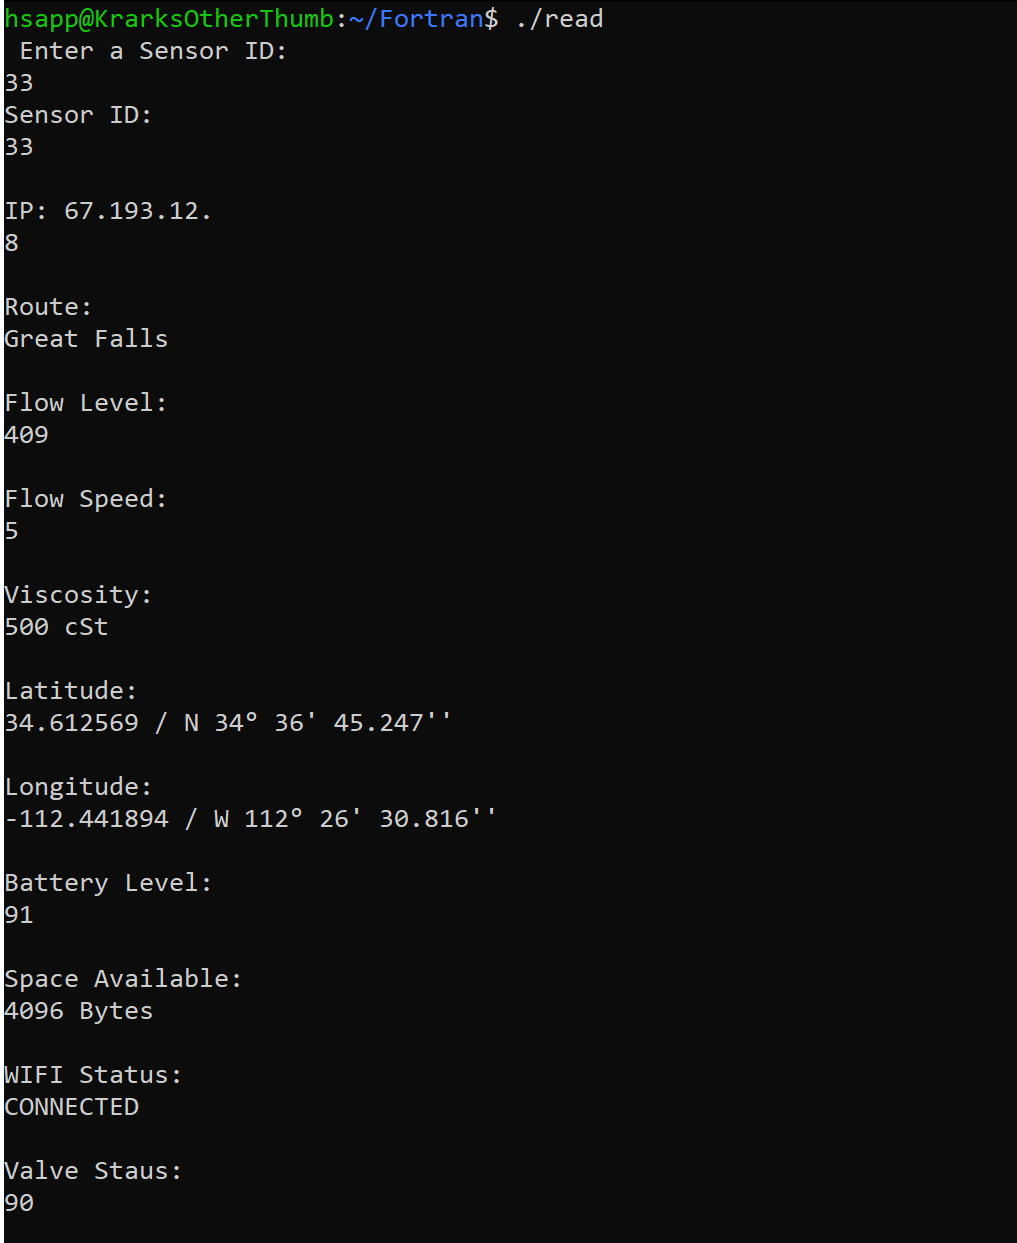 hsapp@KrarksOtherThumb:~/Fortran$ ./read
Enter a Sensor ID:
33
Sensor ID:
33
IP: 67.193.12.
8
Route:
Great Falls
Flow Level:
409
Flow Speed:
5
Viscosity:
500 cSt
Latitude:
34.612569 / N 34° 36' 45.247''
Longitude:
-112.441894 / W 112° 26' 30.816''
Battery Level:
91
Space Available:
4096 Bytes
WIFI Status:
CONNECTED
Valve Staus:
90